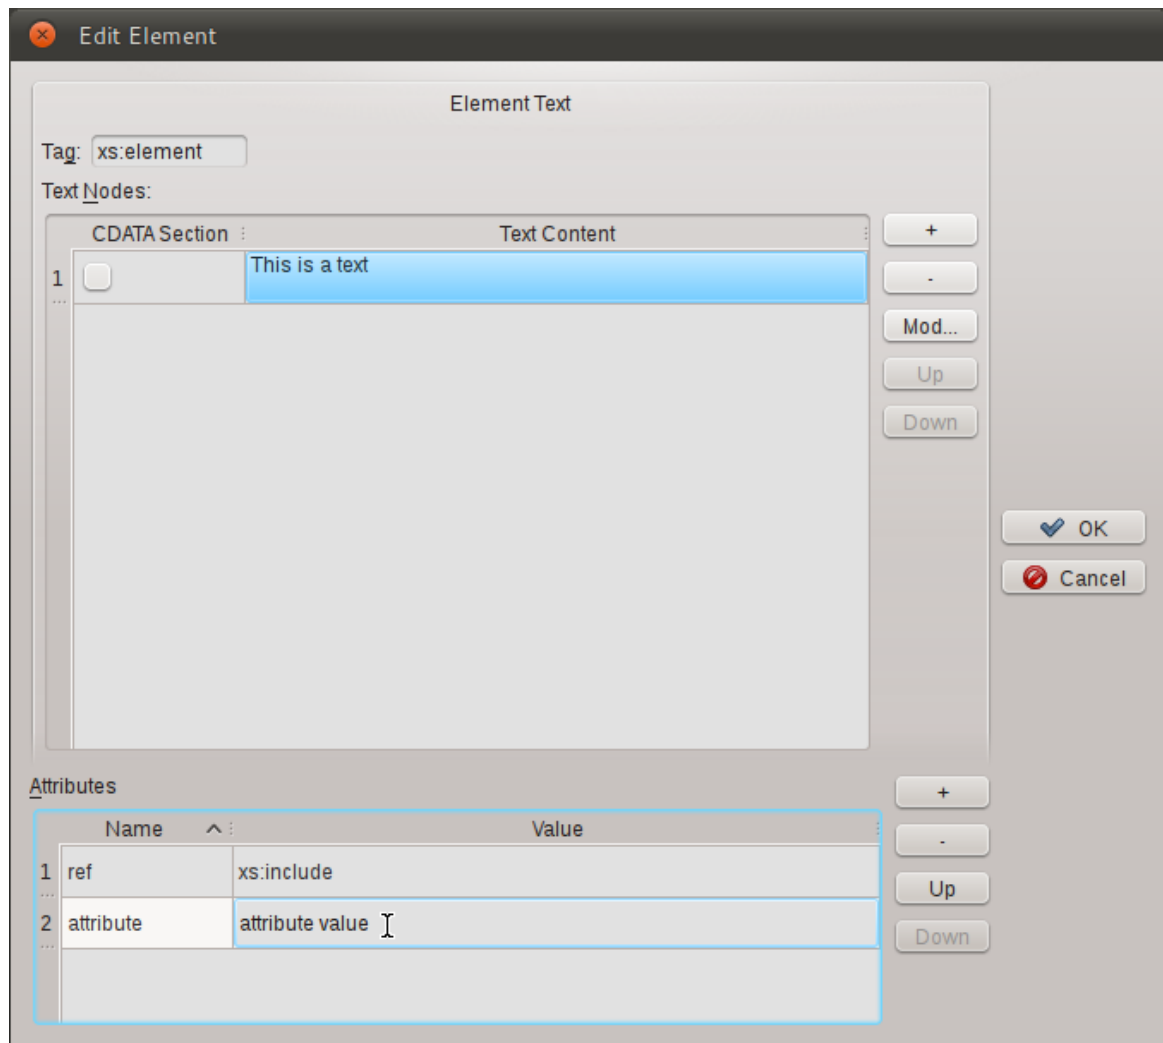 Edit Element
Element Text
Tag: xs:element
Text Nodes:
CDATA Section Text Content
1 This is a text
+
-
Mod...
Up
Down
OK
Cancel
Attributes
Name Value
1 ref xs:include
2 attribute attribute value
+
-
Up
Down